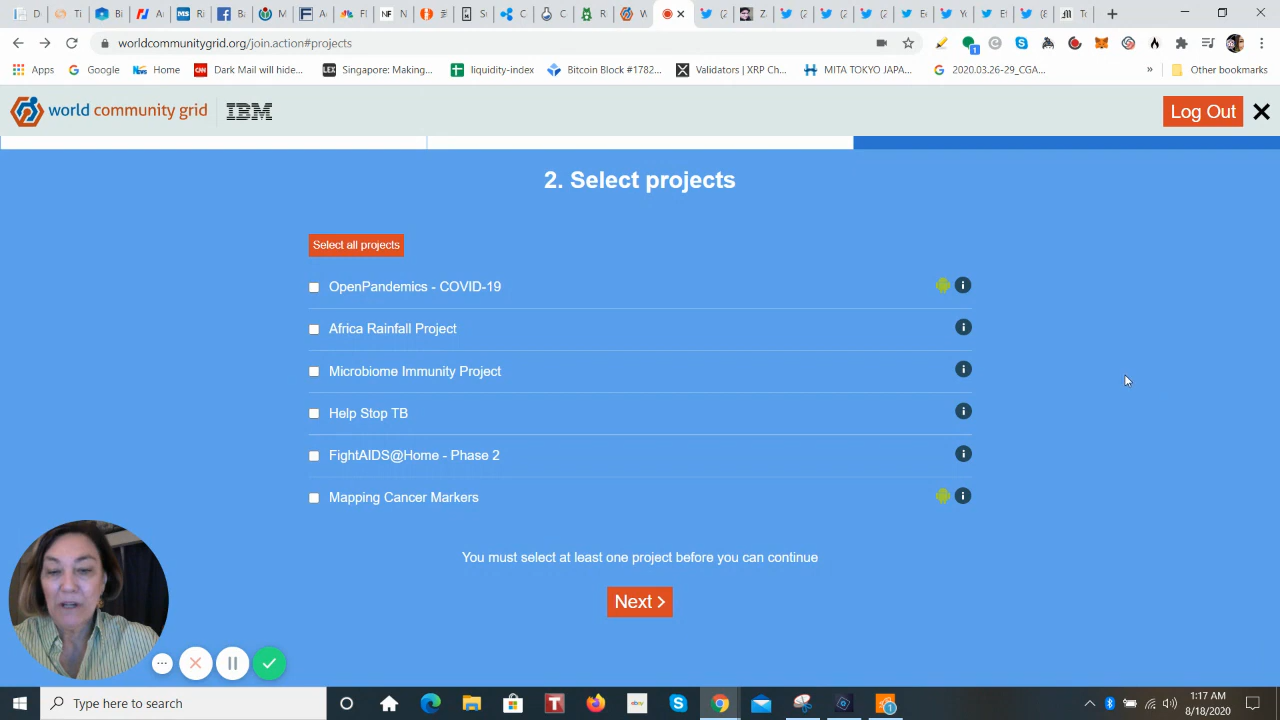 worldcommunitygrid.org/join.action#projects
Apps
Google
Home
CNN
Dark Mail will hide...
LEX
Singapore: Making...
liquidity-index
Bitcoin Block #1782...
Validators | XRP Ch...
MITA TOKYO JAPA...
2020.03.26-29_CGA...
»
Other bookmarks
world community grid
IBM
Log Out
2. Select projects
Select all projects
OpenPandemics - COVID-19
Africa Rainfall Project
Microbiome Immunity Project
Help Stop TB
FightAIDS@Home - Phase 2
Mapping Cancer Markers
You must select at least one project before you can continue
Next >
Type here to search
1:17 AM
8/18/2020